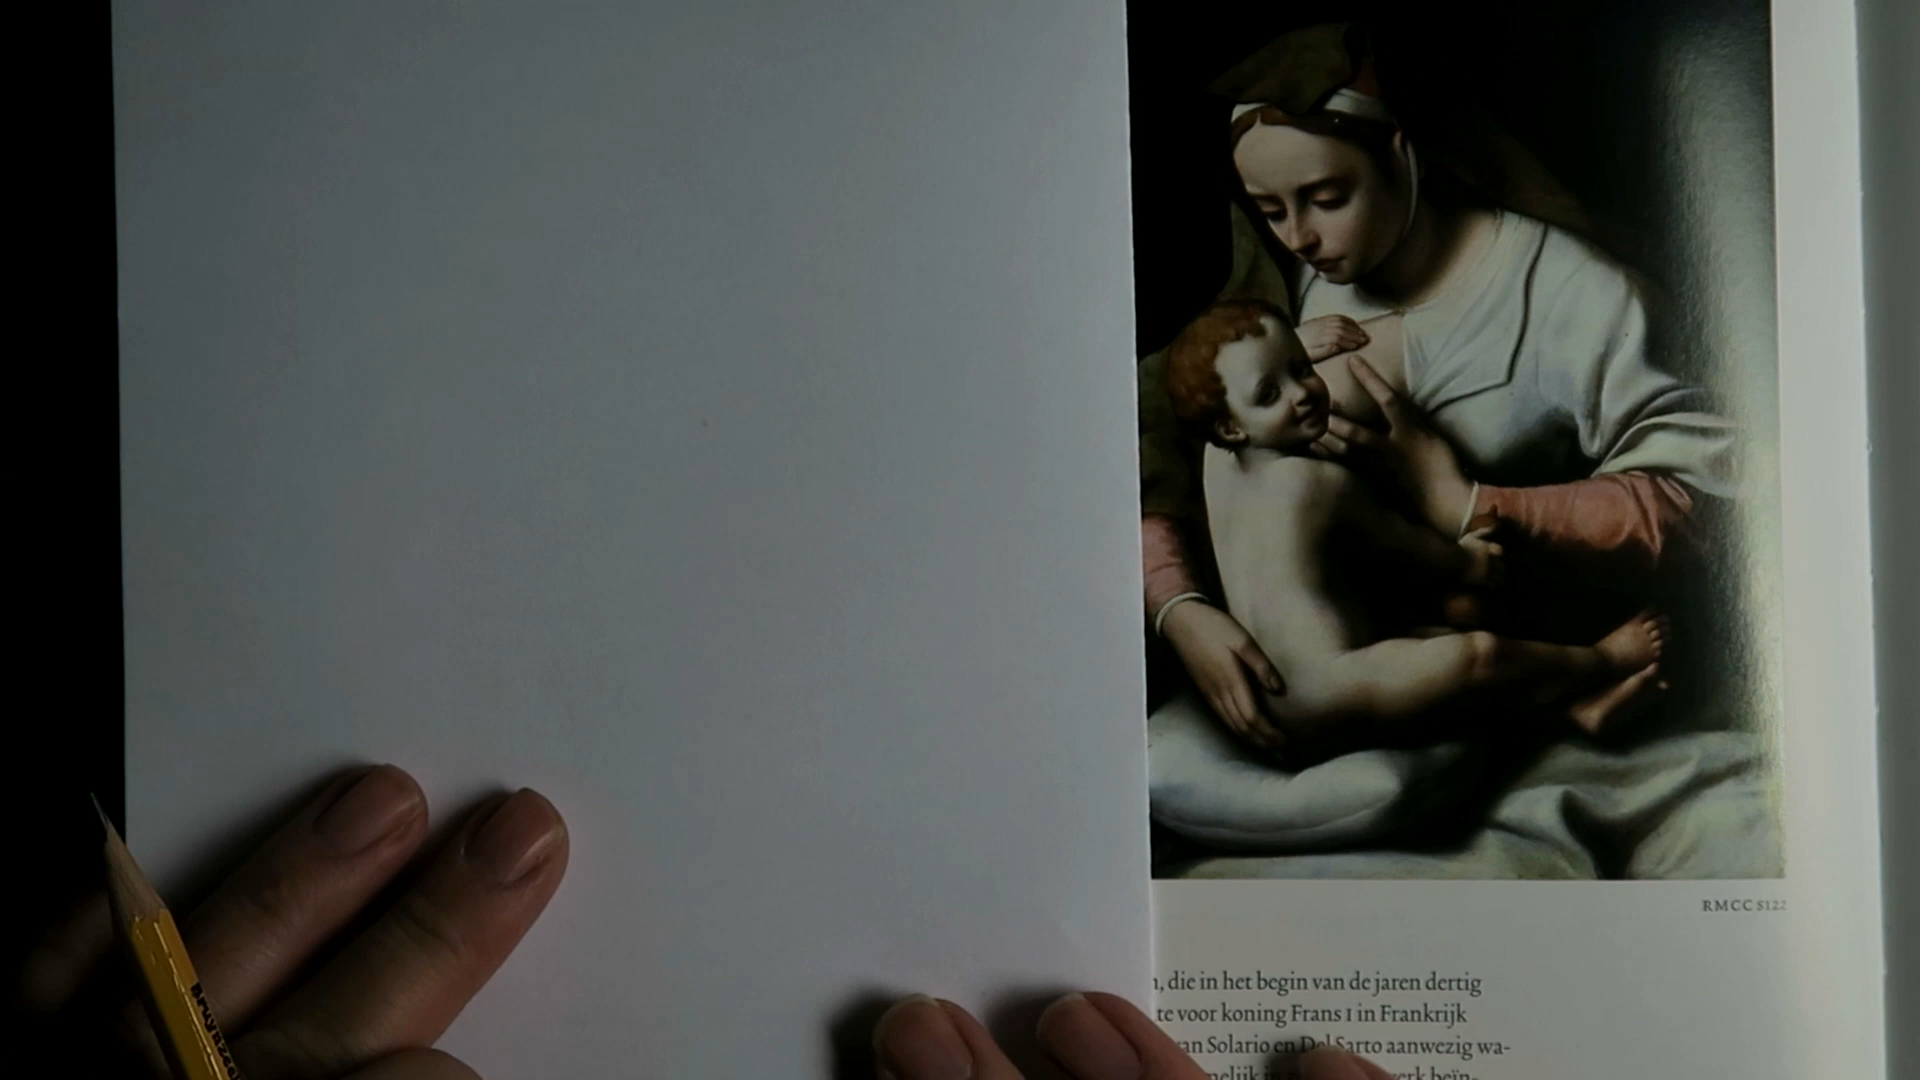 RMCC S122
, die in het begin van de jaren dertig
te voor koning Frans I in Frankrijk
an Solario en Del Sarto aanwezig wa-
Bruynzeel